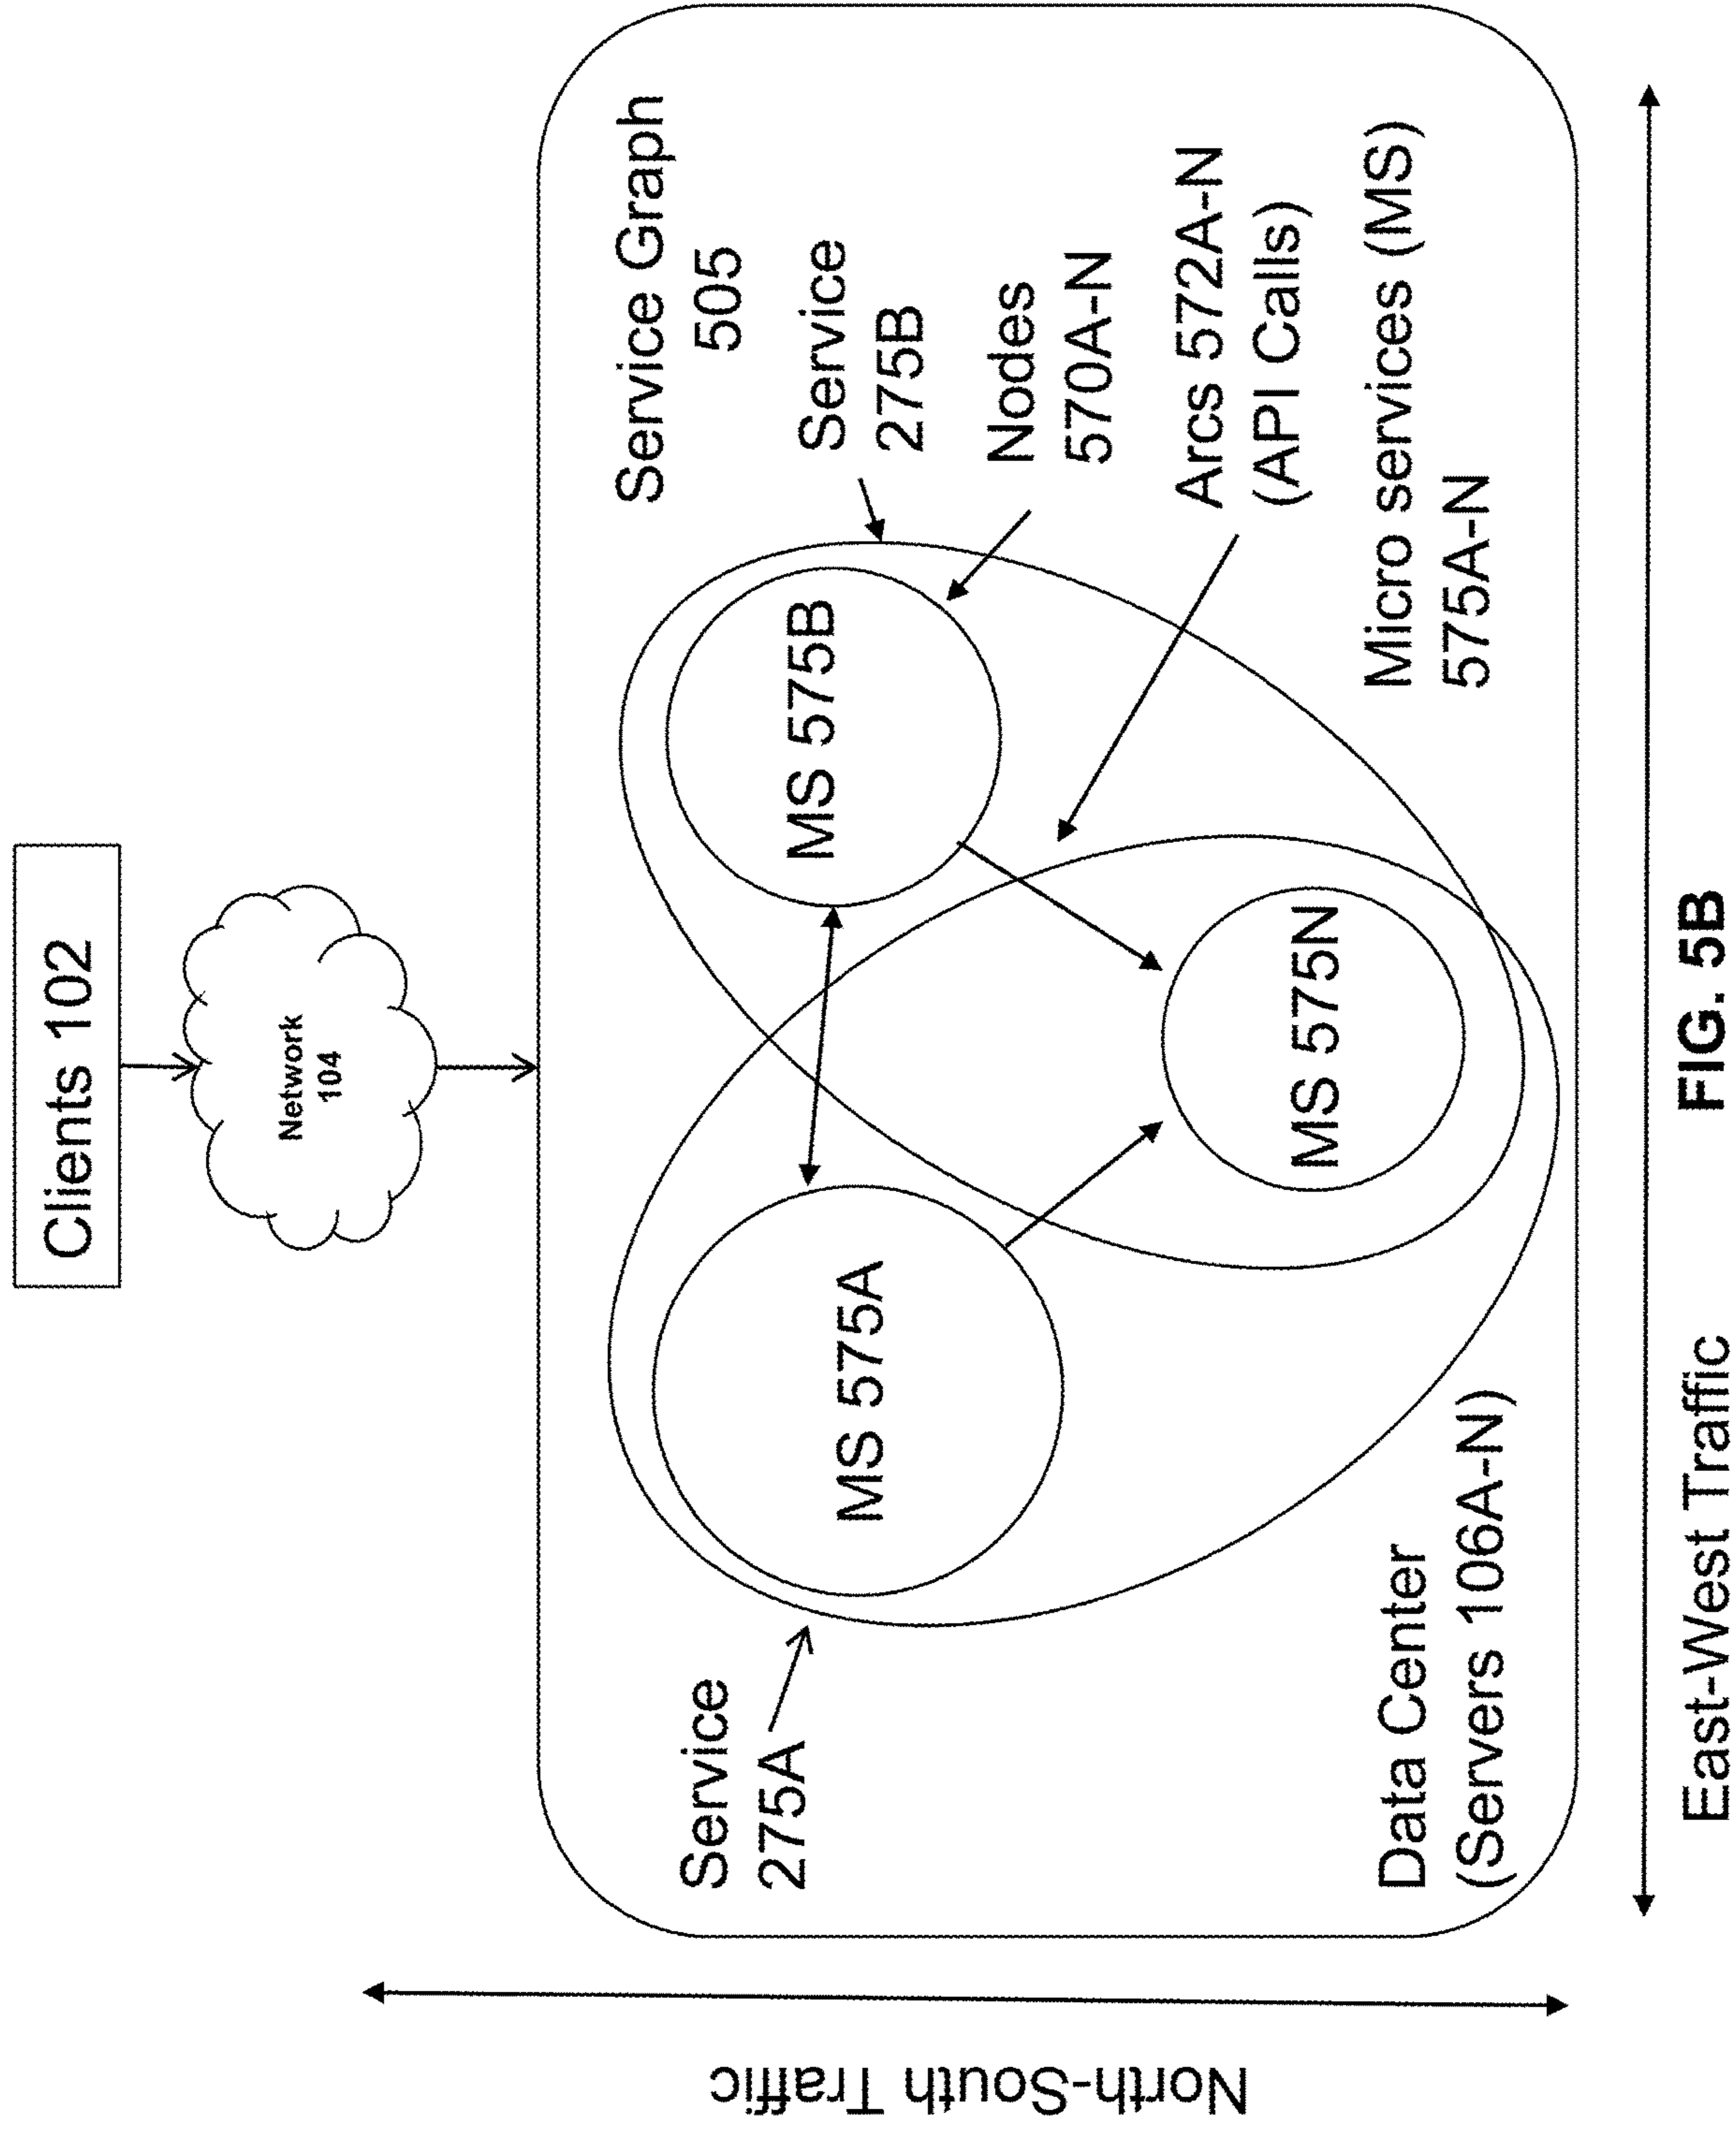 Clients 102
Network
104
Service Graph
505
Service
275B
Nodes
570A-N
Arcs 572A-N
(API Calls)
Micro services (MS)
575A-N
MS 575B
MS 575A
MS 575N
Service
275A
Data Center
(Servers 106A-N)
North-South Traffic
East-West Traffic
FIG. 5B